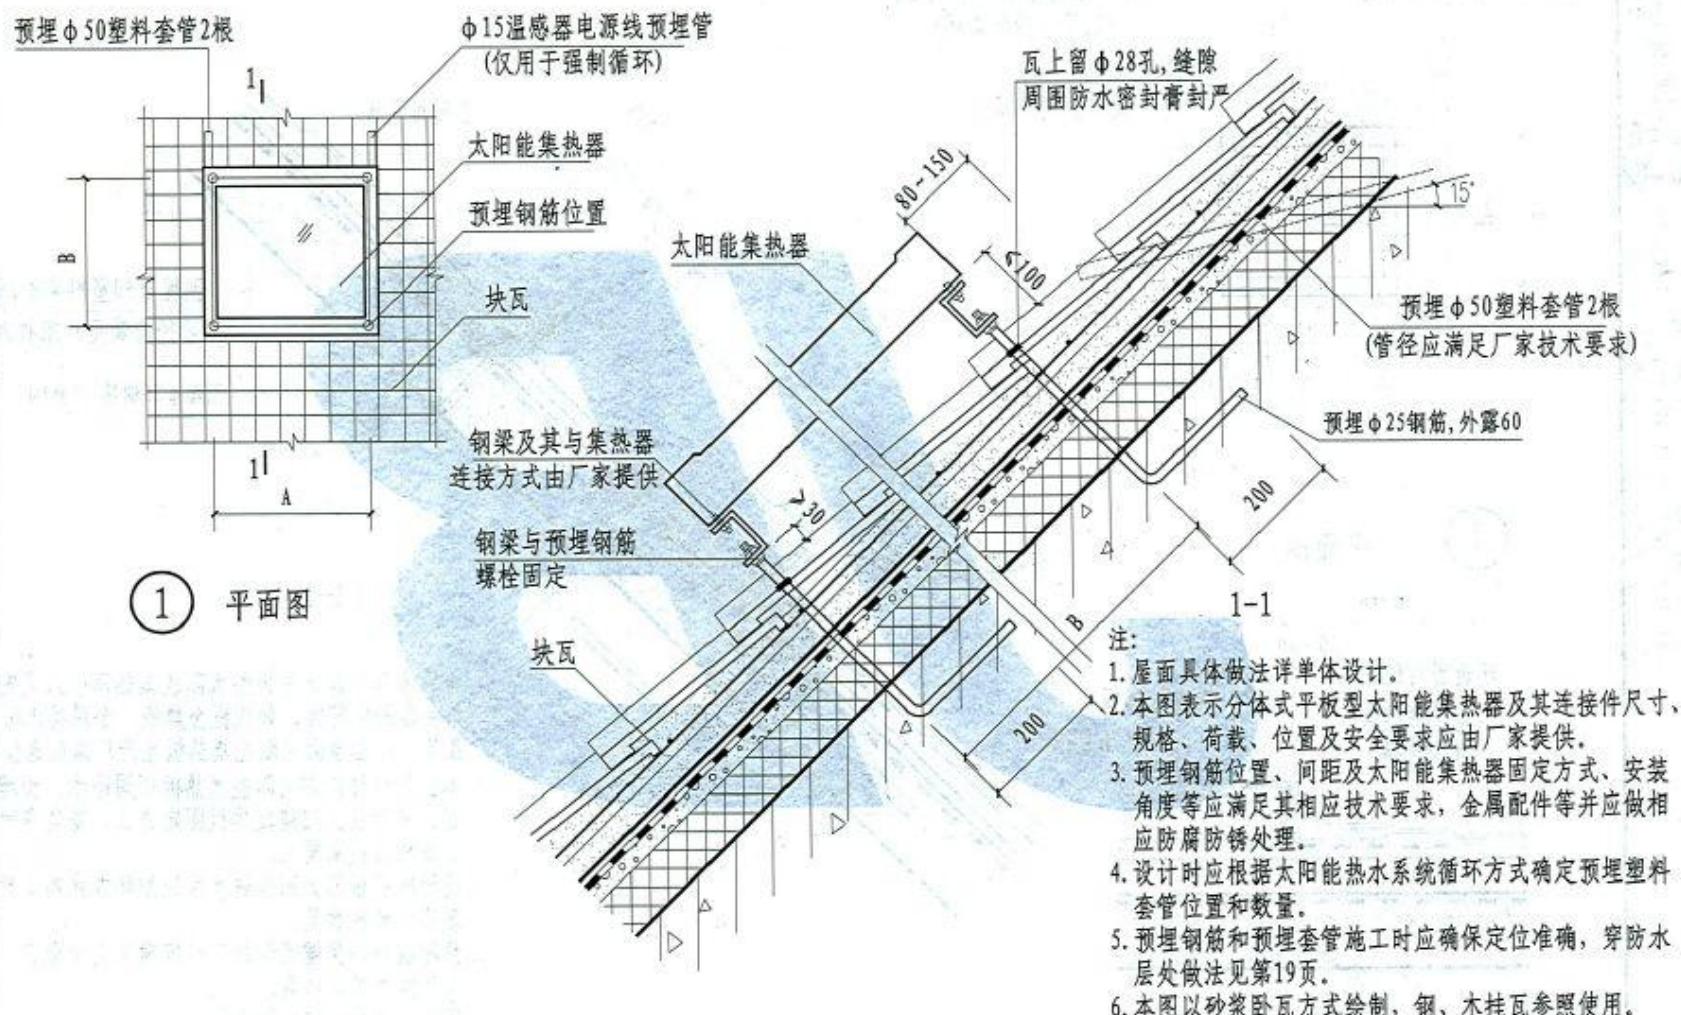 预埋φ50塑料套管2根
φ15温感器电源线预埋管
(仅用于强制循环)
1
太阳能集热器
预埋钢筋位置
B
块瓦
1
A
① 平面图
瓦上留φ28孔,缝隙
周围防水密封膏封严
80~150
太阳能集热器
<100
15°
预埋φ50塑料套管2根
(管径应满足厂家技术要求)
预埋φ25钢筋,外露60
钢梁及其与集热器
连接方式由厂家提供
>30
钢梁与预埋钢筋
螺栓固定
块瓦
200
B
200
1-1
注:
1. 屋面具体做法详单体设计。
2. 本图表示分体式平板型太阳能集热器及其连接件尺寸、
规格、荷载、位置及安全要求应由厂家提供。
3. 预埋钢筋位置、间距及太阳能集热器固定方式、安装
角度等应满足其相应技术要求，金属配件等并应做相
应防腐防锈处理。
4. 设计时应根据太阳能热水系统循环方式确定预埋塑料
套管位置和数量。
5. 预埋钢筋和预埋套管施工时应确保定位准确，穿防水
层处做法见第19页。
6. 本图以砂浆卧瓦方式绘制，钢、木挂瓦参照使用。